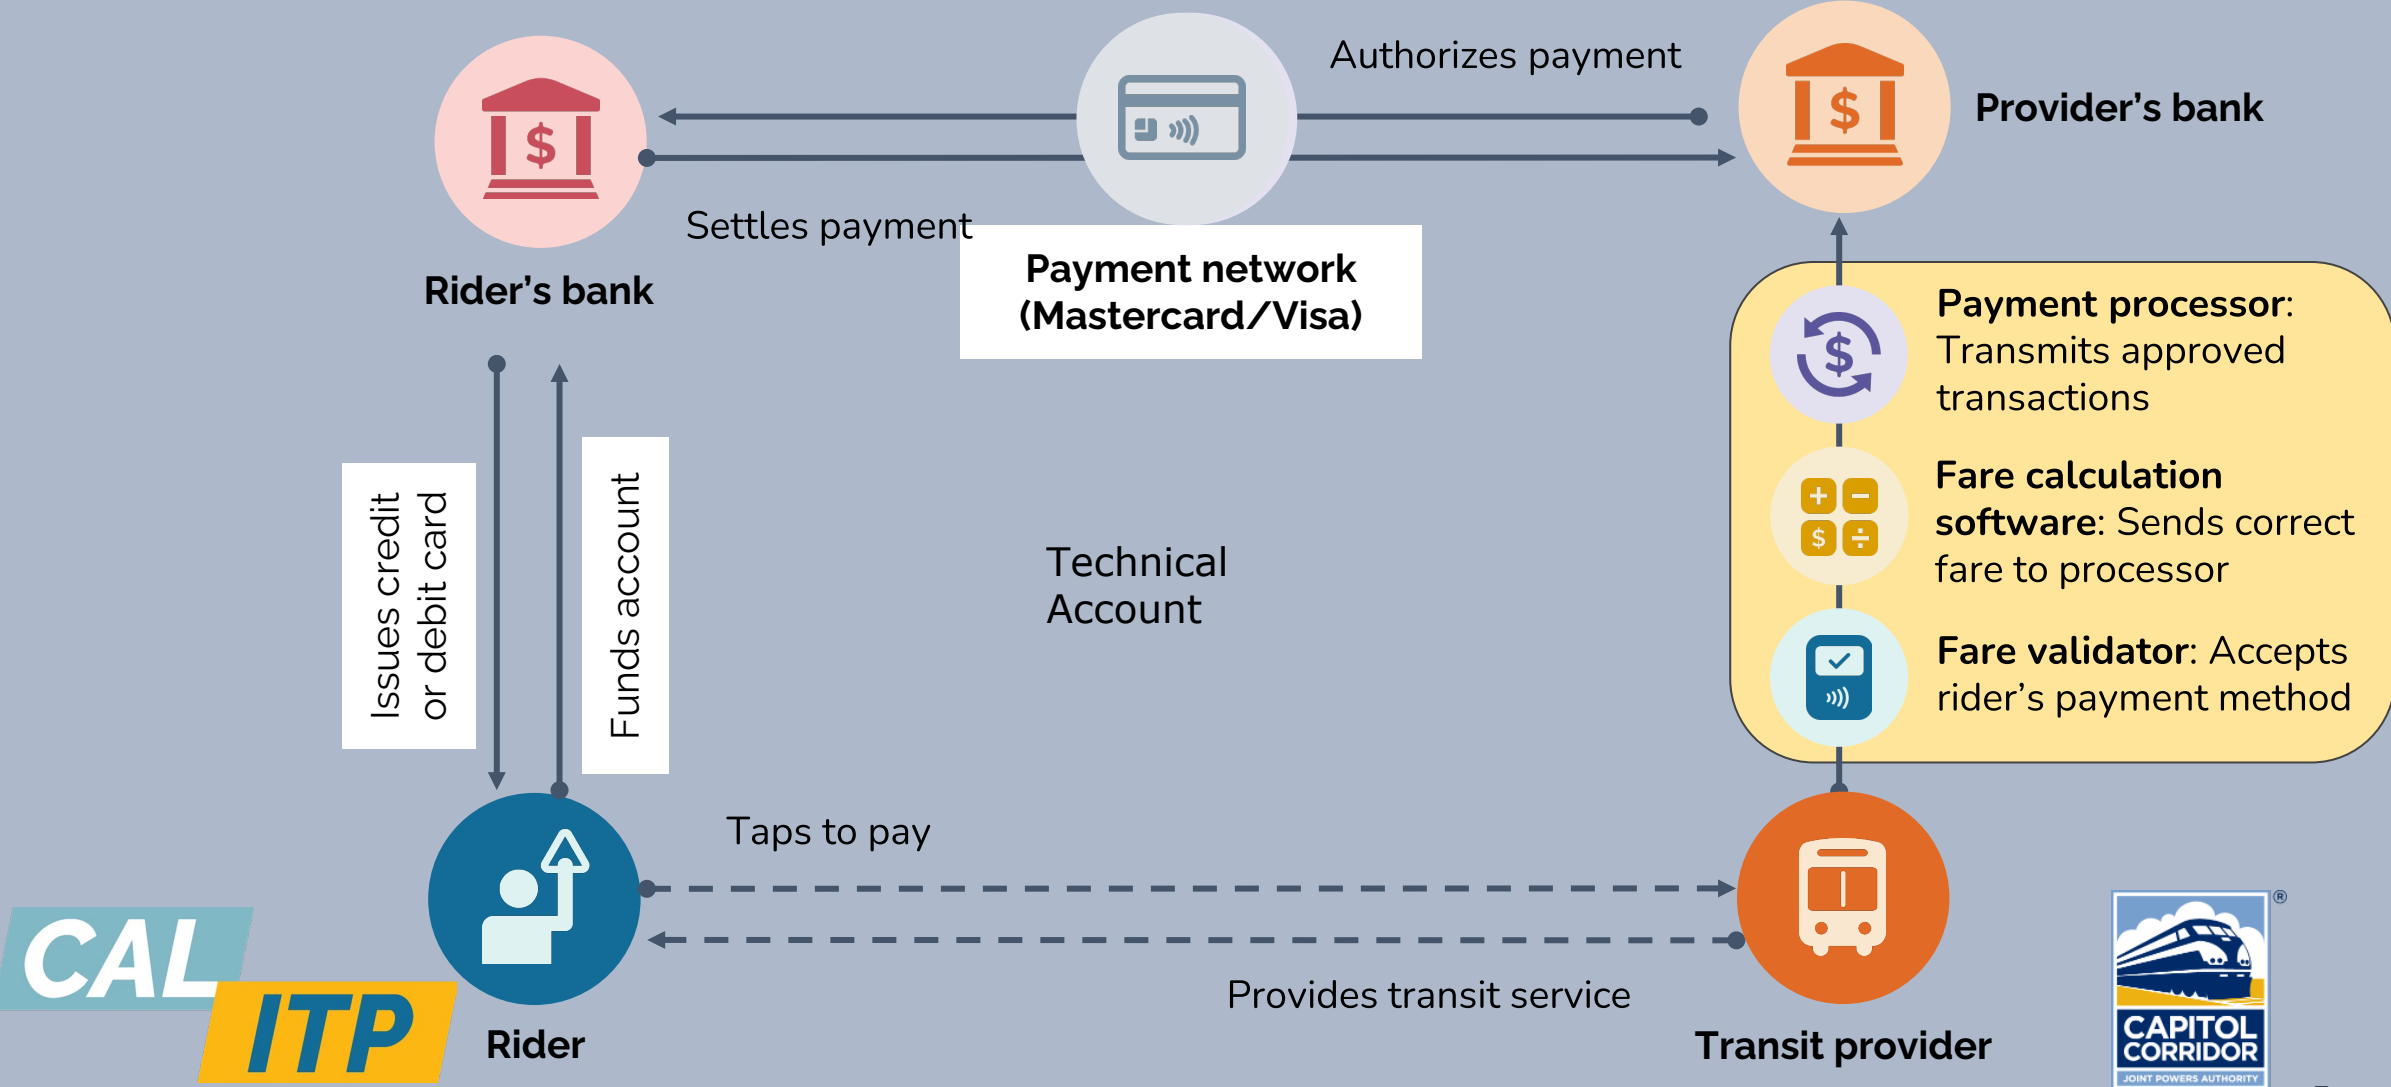 Authorizes payment
Provider’s bank
Settles payment
Rider’s bank
Payment network
(Mastercard/Visa)
Payment processor:
Transmits approved
transactions
Fare calculation
software: Sends correct
fare to processor
Fare validator: Accepts
rider’s payment method
Issues credit
or debit card
Funds account
Technical
Account
Taps to pay
Provides transit service
Rider
Transit provider
CAL
ITP
®
CAPITOL
CORRIDOR
JOINT POWERS AUTHORITY